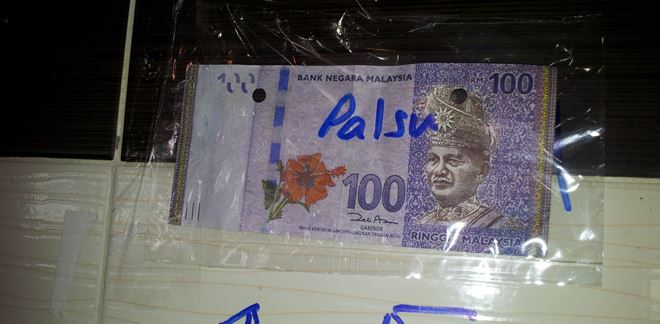 100 BANK NEGARA MALAYSIA RM 100
Palsu
100
GABENOR
RINGGIT MALAYSIA